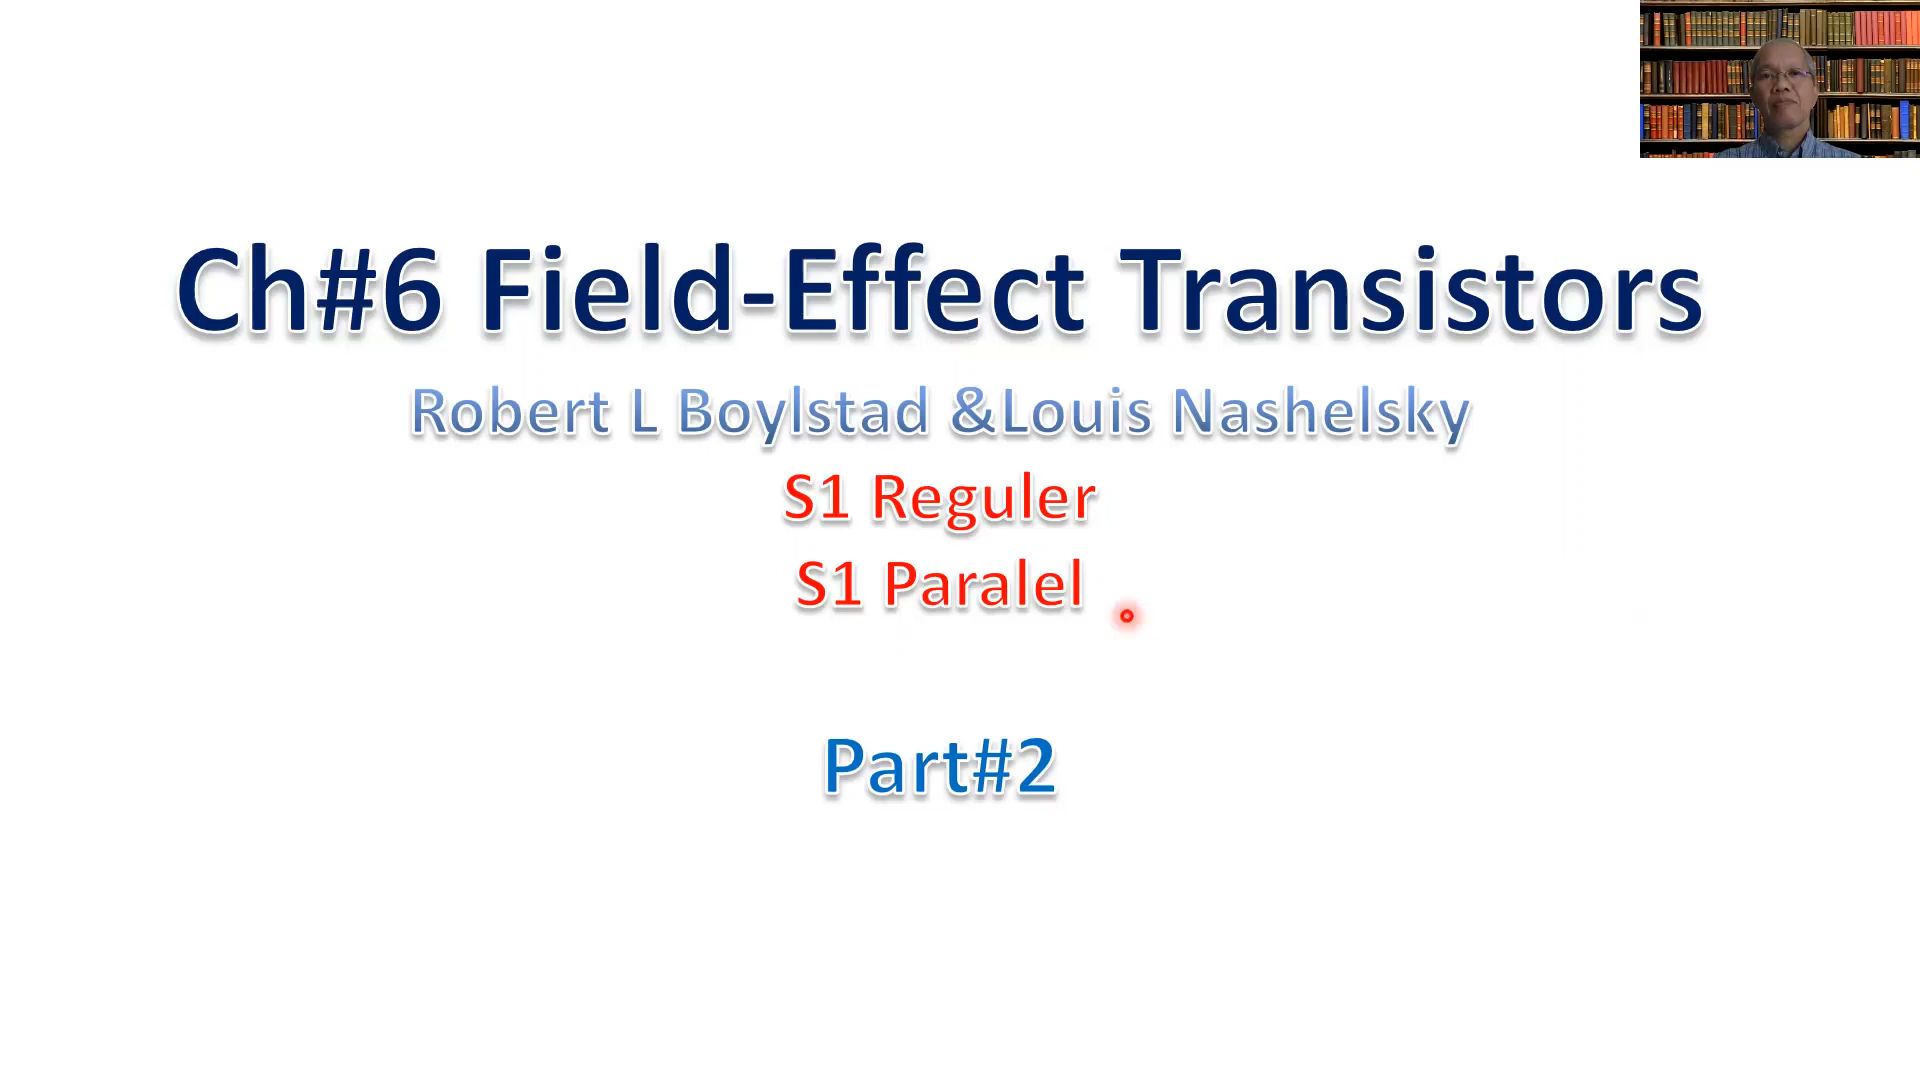 Ch#6 Field-Effect Transistors
Robert L Boylstad &Louis Nashelsky
S1 Reguler
S1 Paralel
Part#2